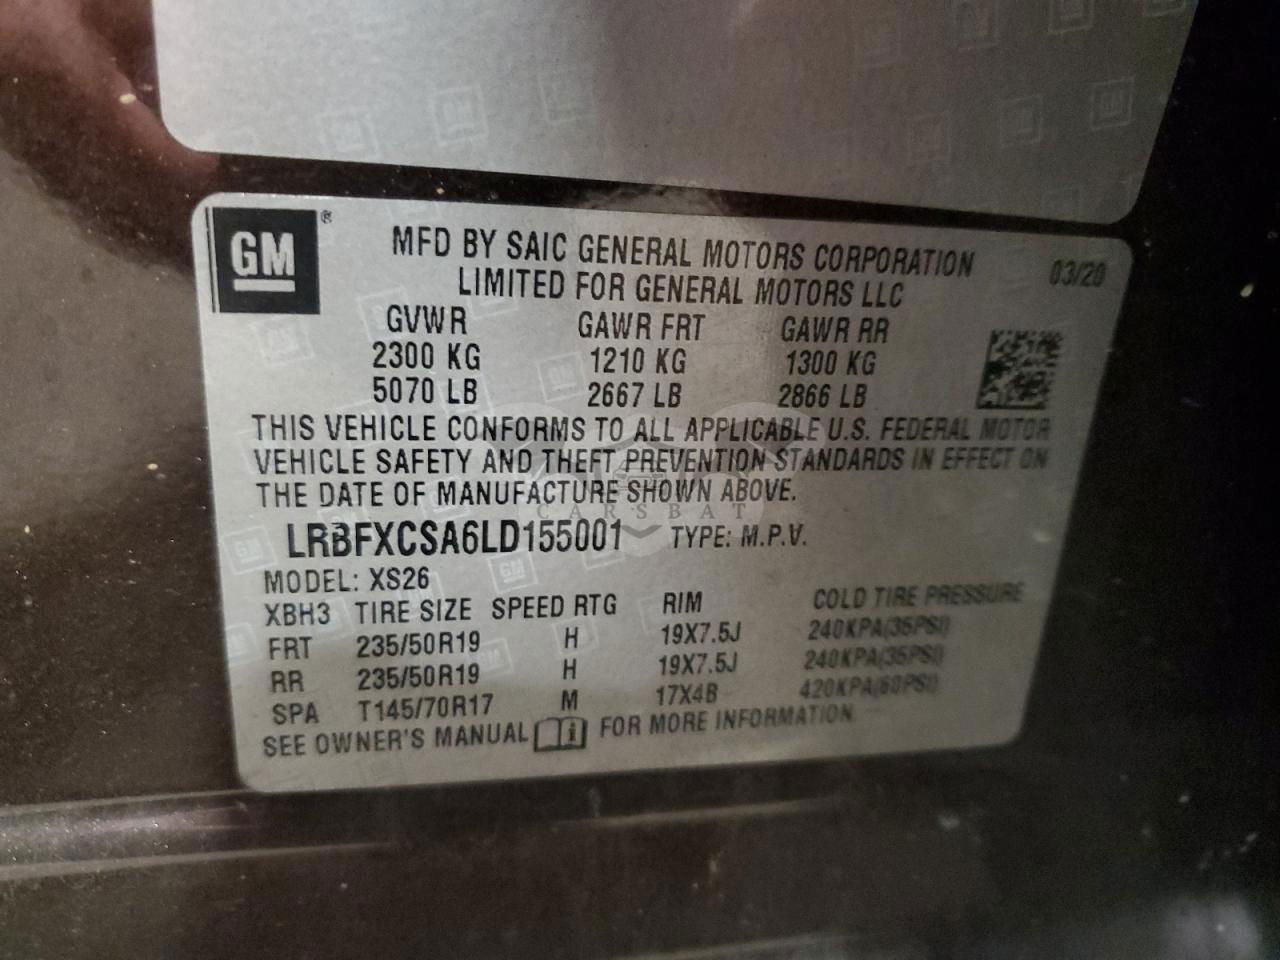 GM ®
MFD BY SAIC GENERAL MOTORS CORPORATION 03/20
LIMITED FOR GENERAL MOTORS LLC
GVWR GAWR FRT GAWR RR
2300 KG 1210 KG 1300 KG
5070 LB 2667 LB 2866 LB
THIS VEHICLE CONFORMS TO ALL APPLICABLE U.S. FEDERAL MOTOR
VEHICLE SAFETY AND THEFT PREVENTION STANDARDS IN EFFECT ON
THE DATE OF MANUFACTURE SHOWN ABOVE.
CARSBAT
LRBFXCSA6LD155001 TYPE: M.P.V.
MODEL: XS26
XBH3 TIRE SIZE SPEED RTG RIM COLD TIRE PRESSURE
FRT 235/50R19 H 19X7.5J 240KPA(35PSI)
RR 235/50R19 H 19X7.5J 240KPA(35PSI)
SPA T145/70R17 M 17X4B 420KPA(60PSI)
SEE OWNER'S MANUAL i FOR MORE INFORMATION